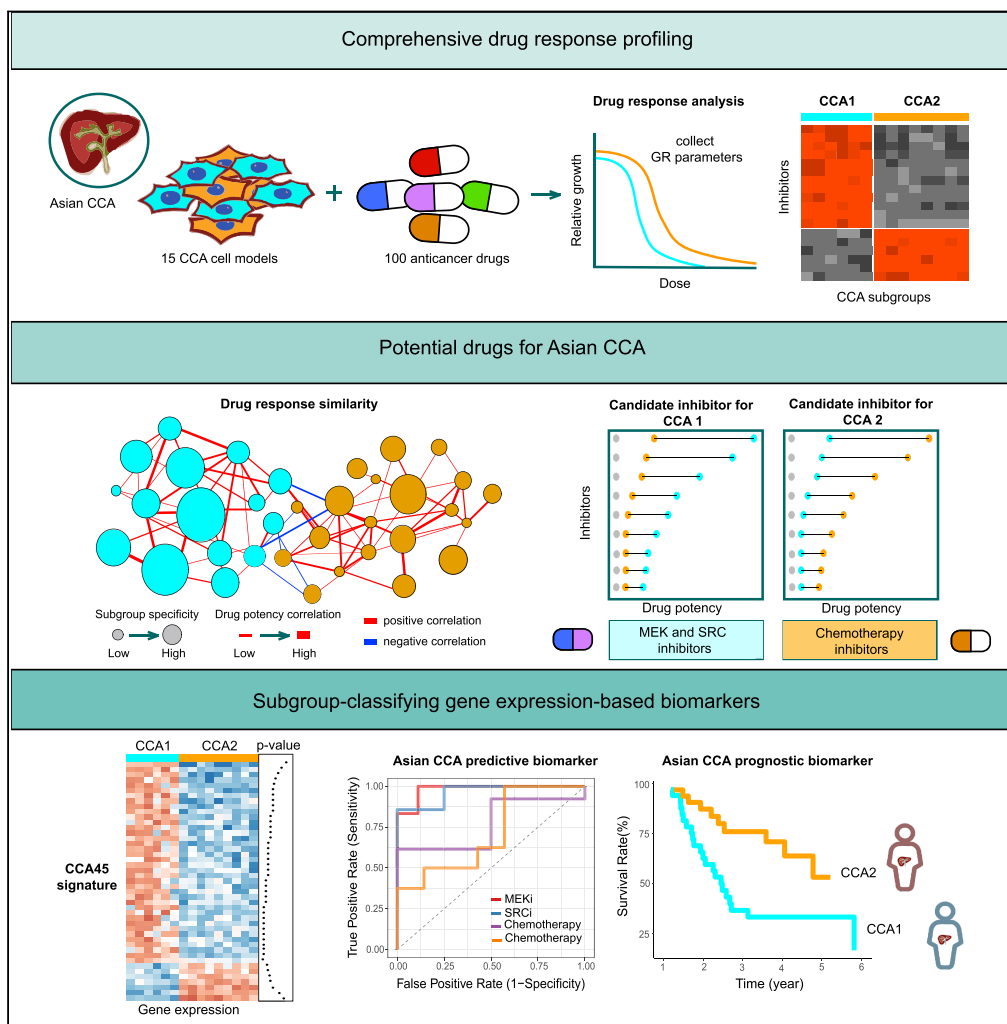 Comprehensive drug response profiling
Asian CCA
15 CCA cell models
+
100 anticancer drugs
Drug response analysis
collect
GR parameters
Relative growth
Dose
CCA1 CCA2
Inhibitors
CCA subgroups
Potential drugs for Asian CCA
Drug response similarity
Subgroup specificity
Low High
Drug potency correlation
Low High
positive correlation
negative correlation
Candidate inhibitor for
CCA 1
Candidate inhibitor for
CCA 2
Inhibitors
Drug potency
Drug potency
MEK and SRC
inhibitors
Chemotherapy
inhibitors
Subgroup-classifying gene expression-based biomarkers
CCA1 CCA2 p-value
CCA45
signature
Gene expression
Asian CCA predictive biomarker
True Positive Rate (Sensitivity)
1.00
0.75
0.50
0.25
0.00
MEKi
SRCi
Chemotherapy
Chemotherapy
0.00 0.25 0.50 0.75 1.00
False Positive Rate (1−Specificity)
Asian CCA prognostic biomarker
Survival Rate(%)
100
75
50
25
CCA2
CCA1
1 2 3 4 5 6
Time (year)